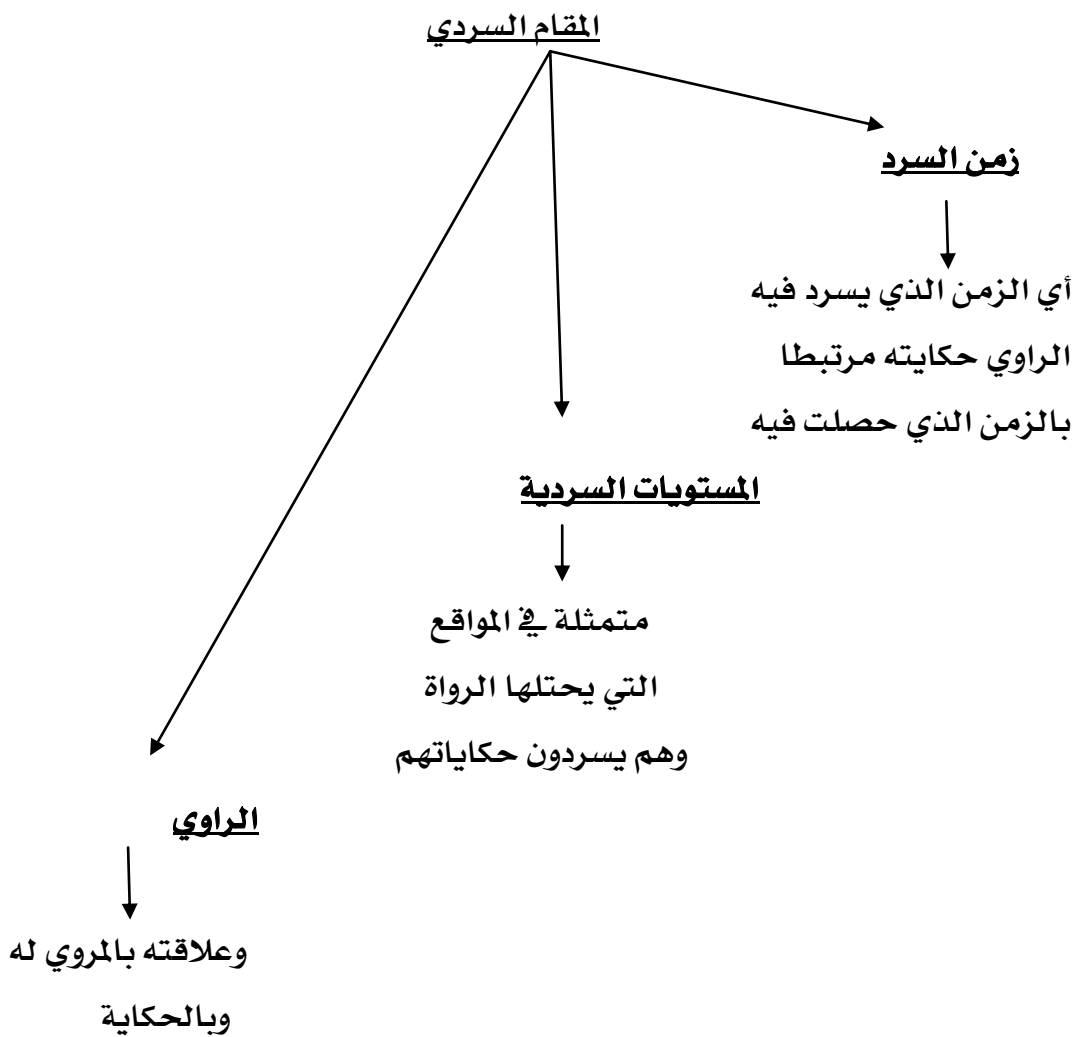 المقام السردي
زمن السرد
أي الزمن الذي يسرد فيه
الراوي حكايته مرتبطا
بالزمن الذي حصلت فيه
المستويات السردية
متمثلة في المواقع
التي يحتلها الرواة
وهم يسردون حكاياتهم
الراوي
وعلاقته بالمروي له
وبالحكاية